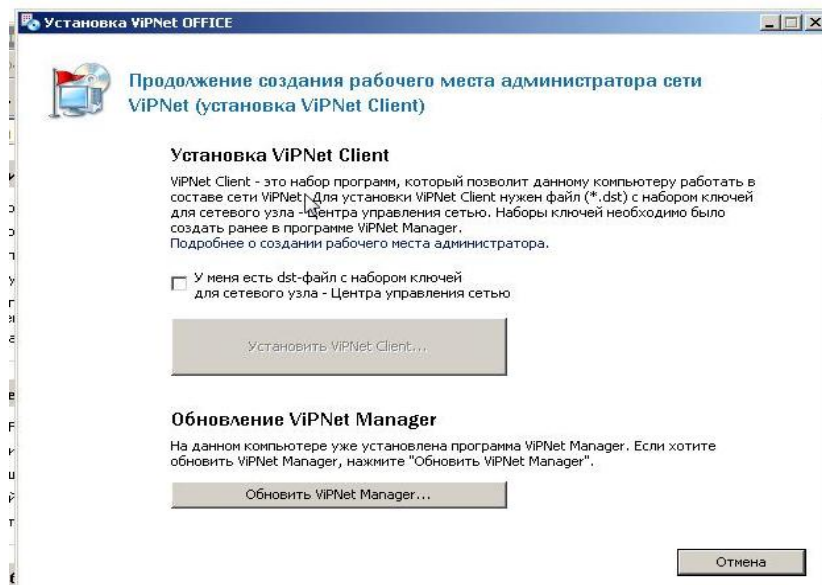 Установка ViPNet OFFICE
Продолжение создания рабочего места администратора сети
ViPNet (установка ViPNet Client)
Установка ViPNet Client
ViPNet Client - это набор программ, который позволит данному компьютеру работать в
составе сети ViPNet. Для установки ViPNet Client нужен файл (*.dst) с набором ключей
для сетевого узла - Центра управления сетью. Наборы ключей необходимо было
создать ранее в программе ViPNet Manager.
Подробнее о создании рабочего места администратора.
У меня есть dst-файл с набором ключей
для сетевого узла - Центра управления сетью
Установить ViPNet Client...
Обновление ViPNet Manager
На данном компьютере уже установлена программа ViPNet Manager. Если хотите
обновить ViPNet Manager, нажмите "Обновить ViPNet Manager".
Обновить ViPNet Manager...
Отмена